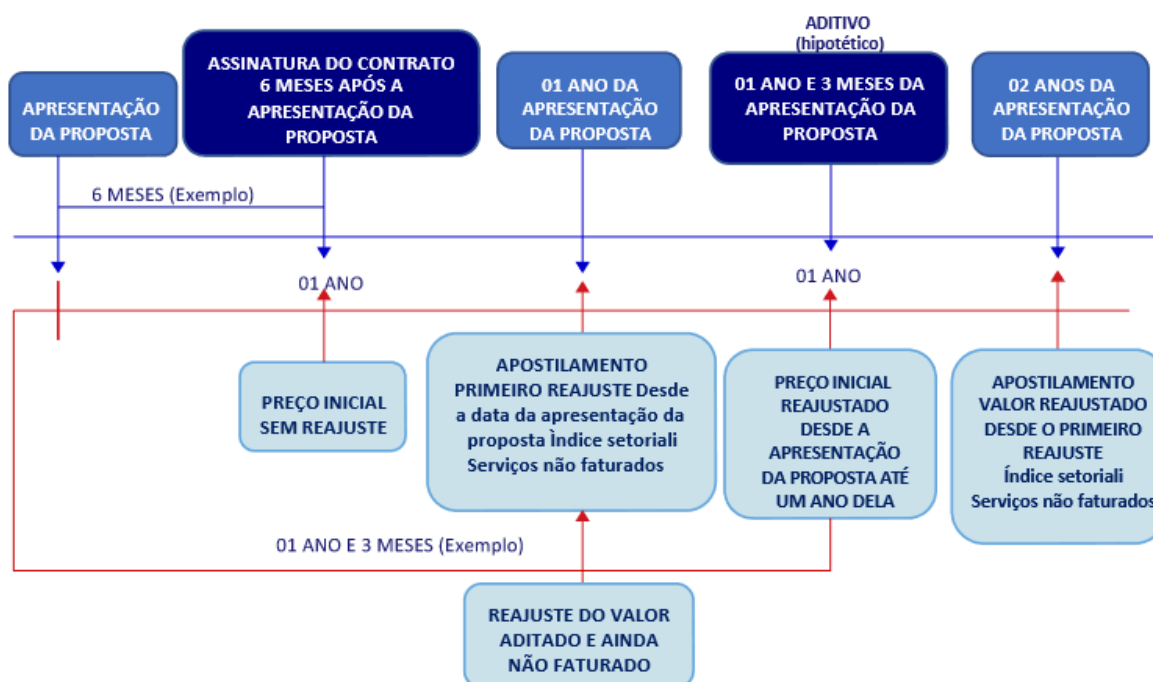 ADITIVO
(hipotético)
APRESENTAÇÃO
DA PROPOSTA
ASSINATURA DO CONTRATO
6 MESES APÓS A
APRESENTAÇÃO DA
PROPOSTA
01 ANO DA
APRESENTAÇÃO
DA PROPOSTA
01 ANO E 3 MESES DA
APRESENTAÇÃO DA
PROPOSTA
02 ANOS DA
APRESENTAÇÃO
DA PROPOSTA
6 MESES (Exemplo)
01 ANO
01 ANO
PREÇO INICIAL
SEM REAJUSTE
APOSTILAMENTO
PRIMEIRO REAJUSTE Desde
a data da apresentação da
proposta Ìndice setoriali
Serviços não faturados
PREÇO INICIAL
REAJUSTADO
DESDE A
APRESENTAÇÃO
DA PROPOSTA ATÉ
UM ANO DELA
APOSTILAMENTO
VALOR REAJUSTADO
DESDE O PRIMEIRO
REAJUSTE
Índice setoriali
Serviços não faturados
01 ANO E 3 MESES (Exemplo)
REAJUSTE DO VALOR
ADITADO E AINDA
NÃO FATURADO